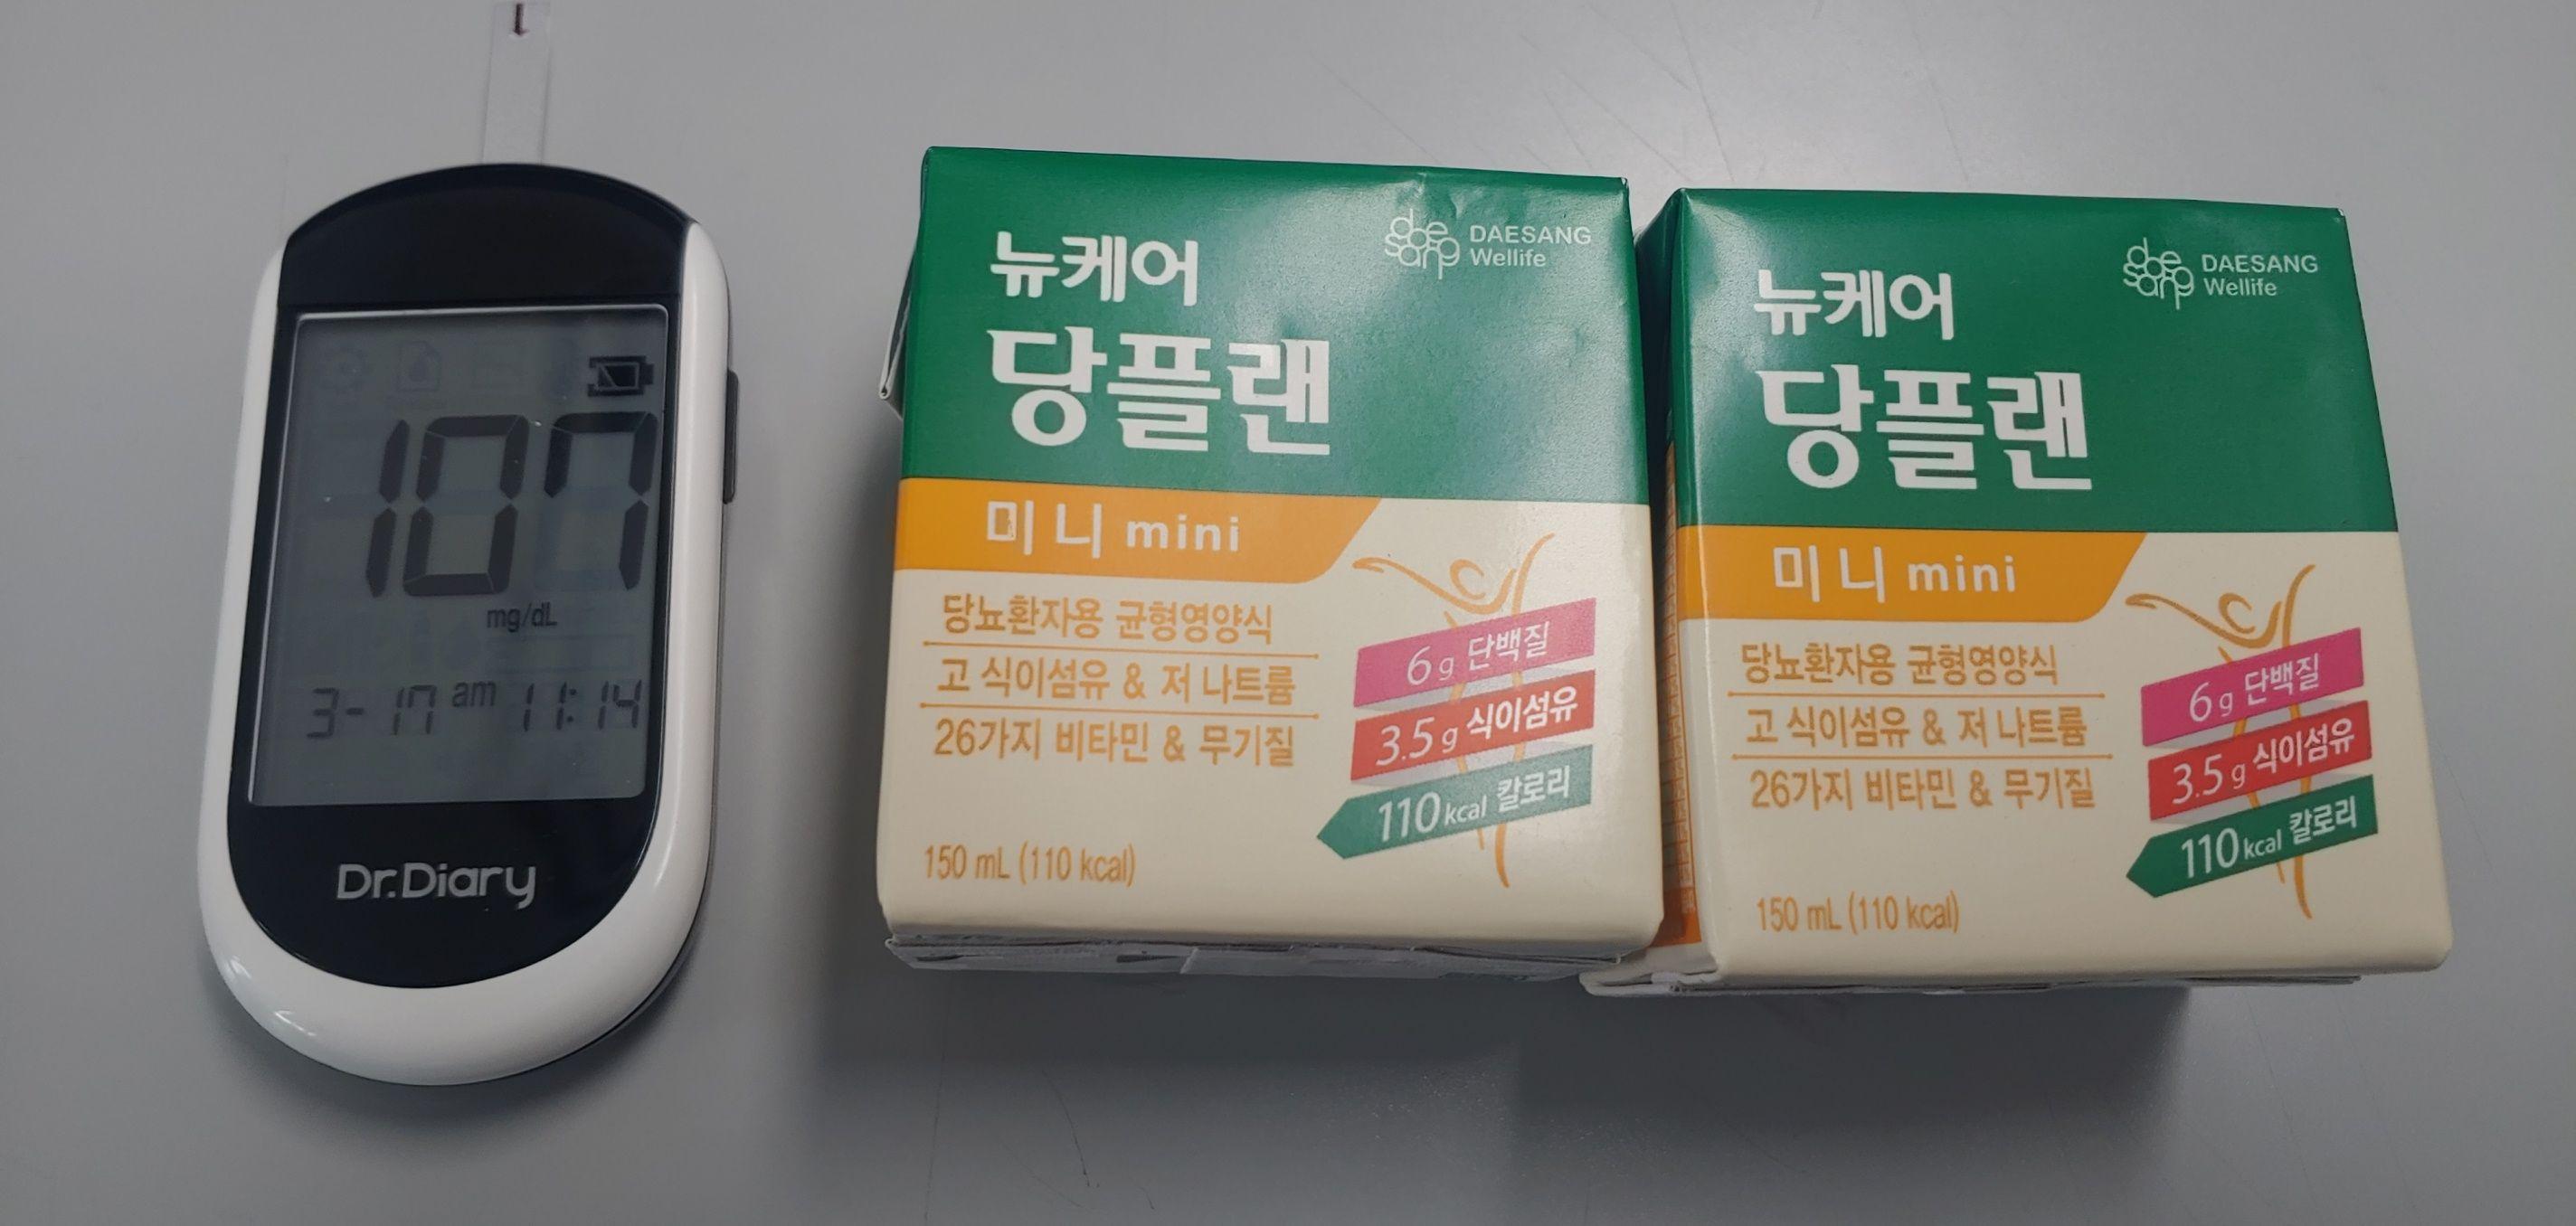 107
mg/dL
3-17 am 11:14
Dr.Diary
DAESANG
Wellife
뉴케어
당플랜
미니 mini
당뇨환자용 균형영양식
고 식이섬유 & 저 나트륨
26가지 비타민 & 무기질
6g 단백질
3.5g 식이섬유
110kcal 칼로리
150 mL (110 kcal)
DAESANG
Wellife
뉴케어
당플랜
미니 mini
당뇨환자용 균형영양식
고 식이섬유 & 저 나트륨
26가지 비타민 & 무기질
6g 단백질
3.5g 식이섬유
110kcal 칼로리
150 mL (110 kcal)